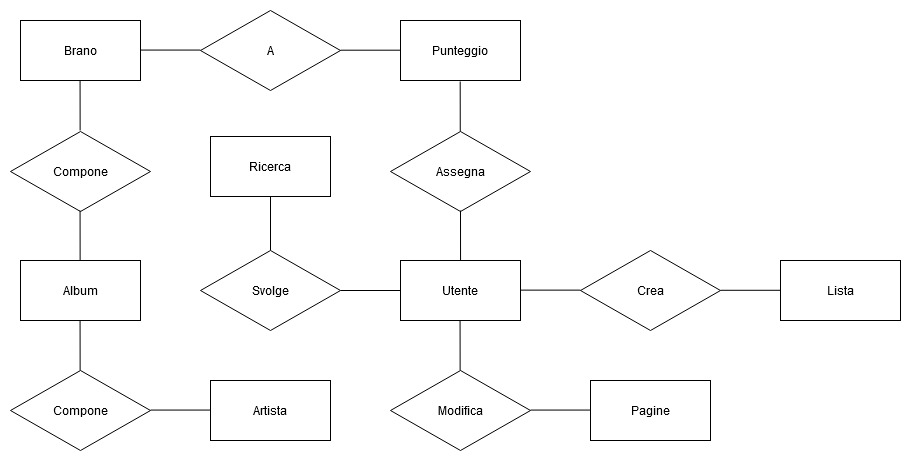 Brano
A
Punteggio
Compone
Ricerca
Assegna
Album
Svolge
Utente
Crea
Lista
Compone
Artista
Modifica
Pagine